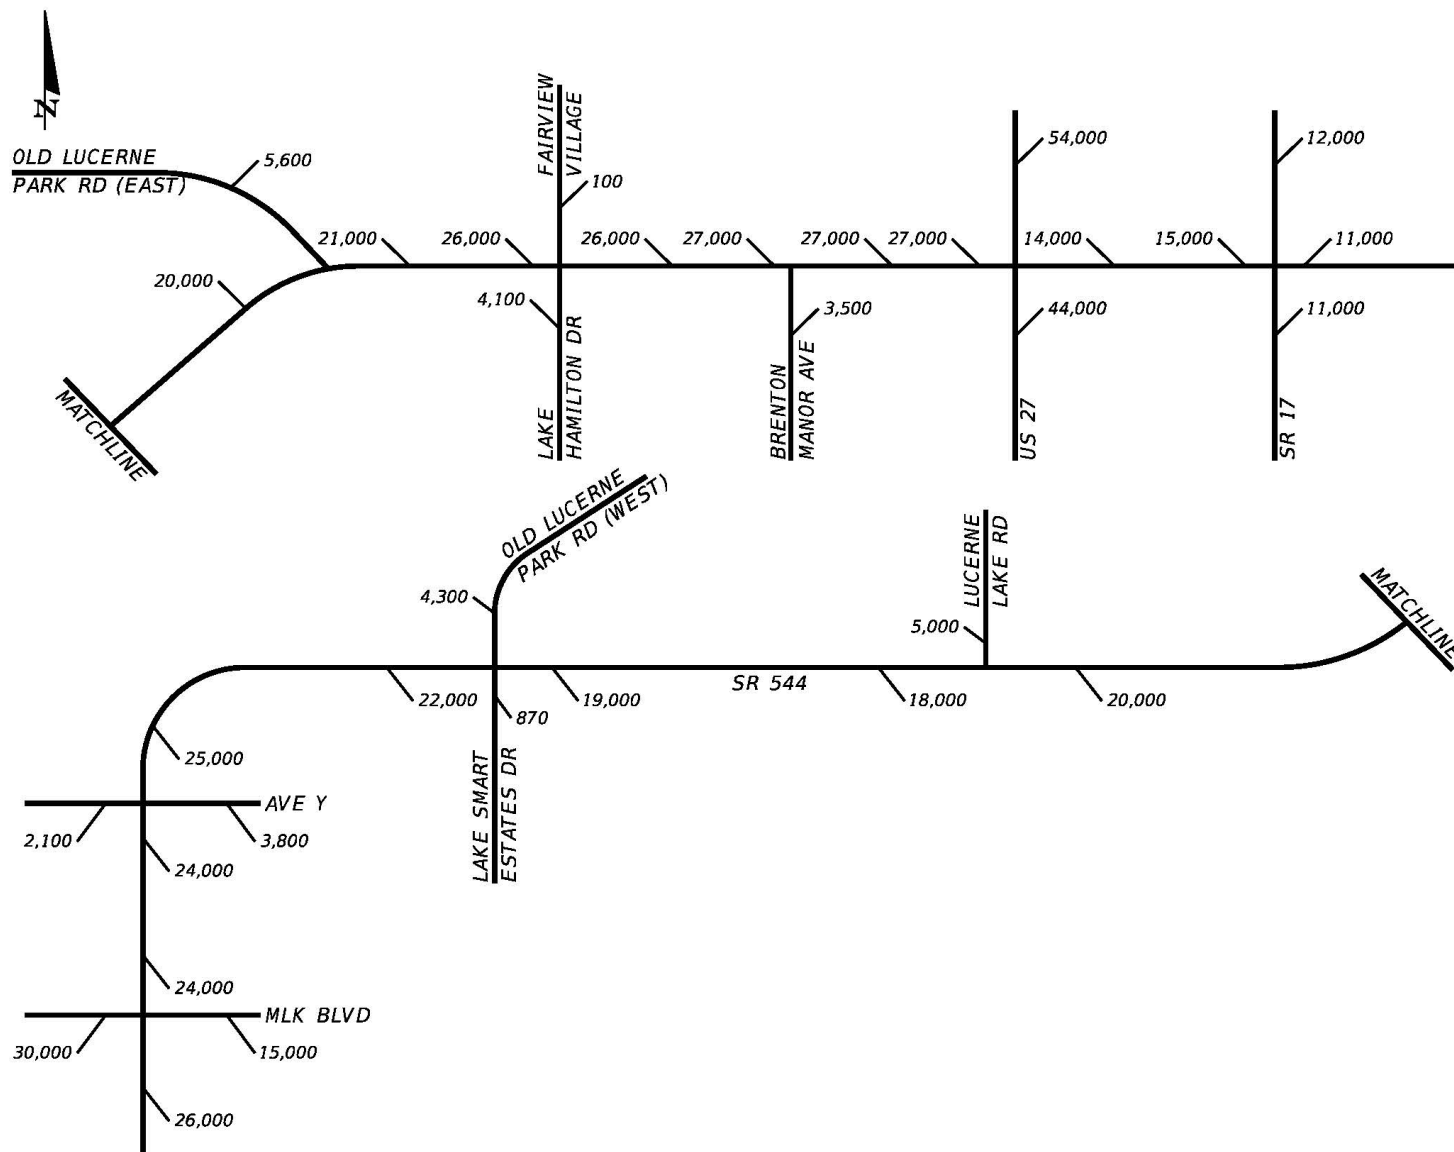 N
OLD LUCERNE
PARK RD (EAST)
5,600
FAIRVIEW
VILLAGE
100
54,000
12,000
21,000
26,000
26,000
27,000
27,000
27,000
14,000
15,000
11,000
20,000
4,100
3,500
44,000
11,000
MATCHLINE
LAKE
HAMILTON DR
BRENTON
MANOR AVE
US 27
SR 17
OLD LUCERNE
PARK RD (WEST)
4,300
LUCERNE
LAKE RD
5,000
MATCHLINE
22,000
19,000
SR 544
18,000
20,000
870
LAKE SMART
ESTATES DR
25,000
AVE Y
2,100
3,800
24,000
24,000
MLK BLVD
30,000
15,000
26,000